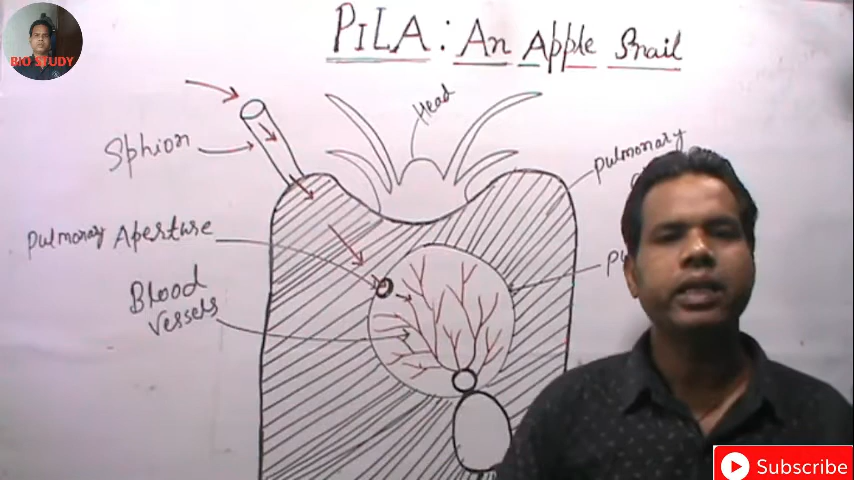 BIO STUDY
PILA : An Apple Snail
Head
Sphion
pulmonary
pulmonary Aperture
Blood
vessels
Subscribe